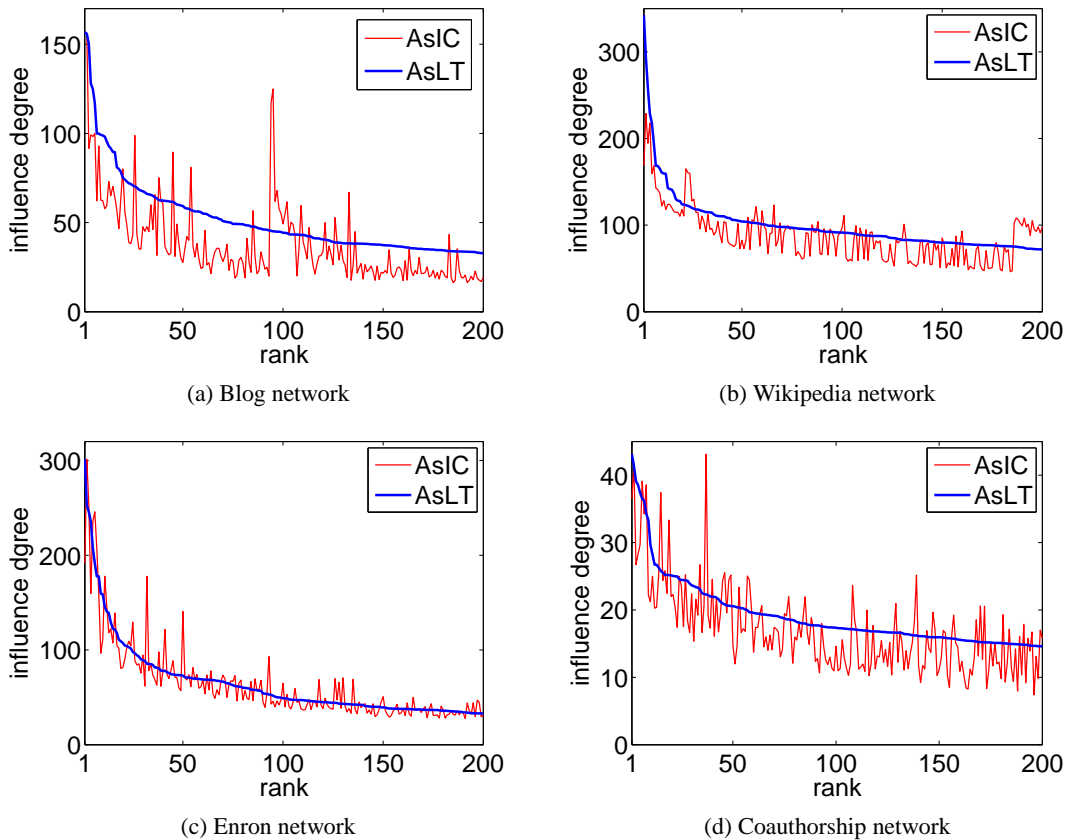 150
100
50
0
influence degree
AsIC
AsLT
1
50
100
150
200
rank
(a) Blog network
300
200
100
0
influence degree
AsIC
AsLT
1
50
100
150
200
rank
(b) Wikipedia network
300
200
100
0
influence dgree
AsIC
AsLT
1
50
100
150
200
rank
(c) Enron network
40
30
20
10
0
influence degree
AsIC
AsLT
1
50
100
150
200
rank
(d) Coauthorship network